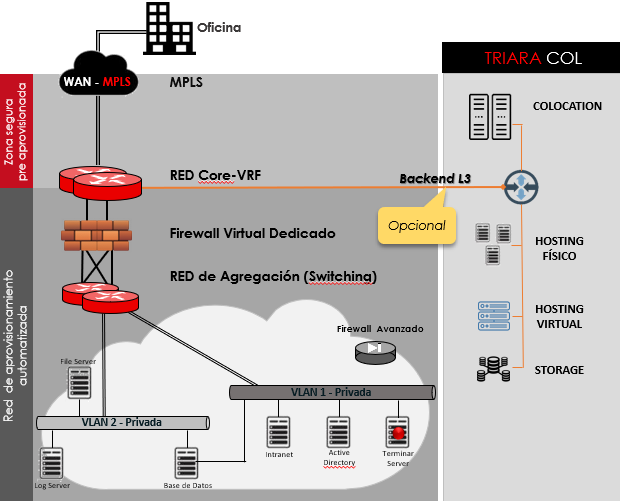 Oficina
WAN - MPLS
MPLS
TRIARA COL
COLOCATION
Zona segura
pre aprovisionada
RED Core-VRF
Backend L3
Opcional
Firewall Virtual Dedicado
HOSTING
FÍSICO
RED de Agregación (Switching)
Red de aprovisionamiento
automatizada
HOSTING
VIRTUAL
Firewall Avanzado
File Server
STORAGE
VLAN 1 - Privada
VLAN 2 - Privada
Intranet
Active
Directory
Terminar
Server
Log Server
Base de Datos